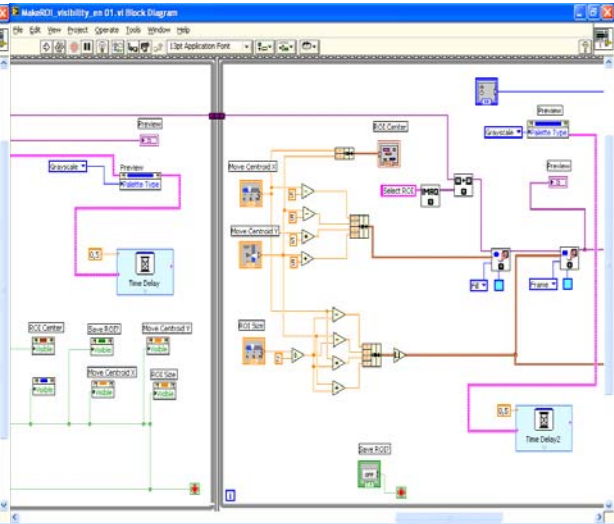 MakeROI_visibility_en 01.vi Block Diagram
File Edit View Project Operate Tools Window Help
13pt Application Font
Preview
Grayscale
Preview
Palette Type
0,5
Time Delay
ROI Center
Visible
Save ROI?
Visible
Move Centroid Y
Visible
Visible
Move Centroid X
Visible
ROI Size
Visible
ROI Center
Move Centroid X
Select ROI
IMAQ
Move Centroid Y
Fill
Frame
ROI Size
Preview
Grayscale
Palette Type
Preview
0,5
Time Delay2
Save ROI?
OFF
i